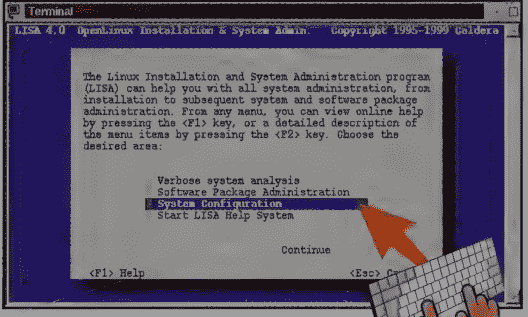 Terminal
LISA 4.0 OpenLinux Installation & System Admin. Copyright 1995-1999 Caldera
The Linux Installation and System Administration program
(LISA) can help you with all system administration, from
installation to subsequent system and software package
administration. From any menu, you can view online help
by pressing the <F1> key, or a detailed description of
the menu items by pressing the <F2> key. Choose the
desired area:
Verbose system analysis
Software Package Administration
System Configuration
Start LISA Help System
Continue
<F1> Help <Esc>